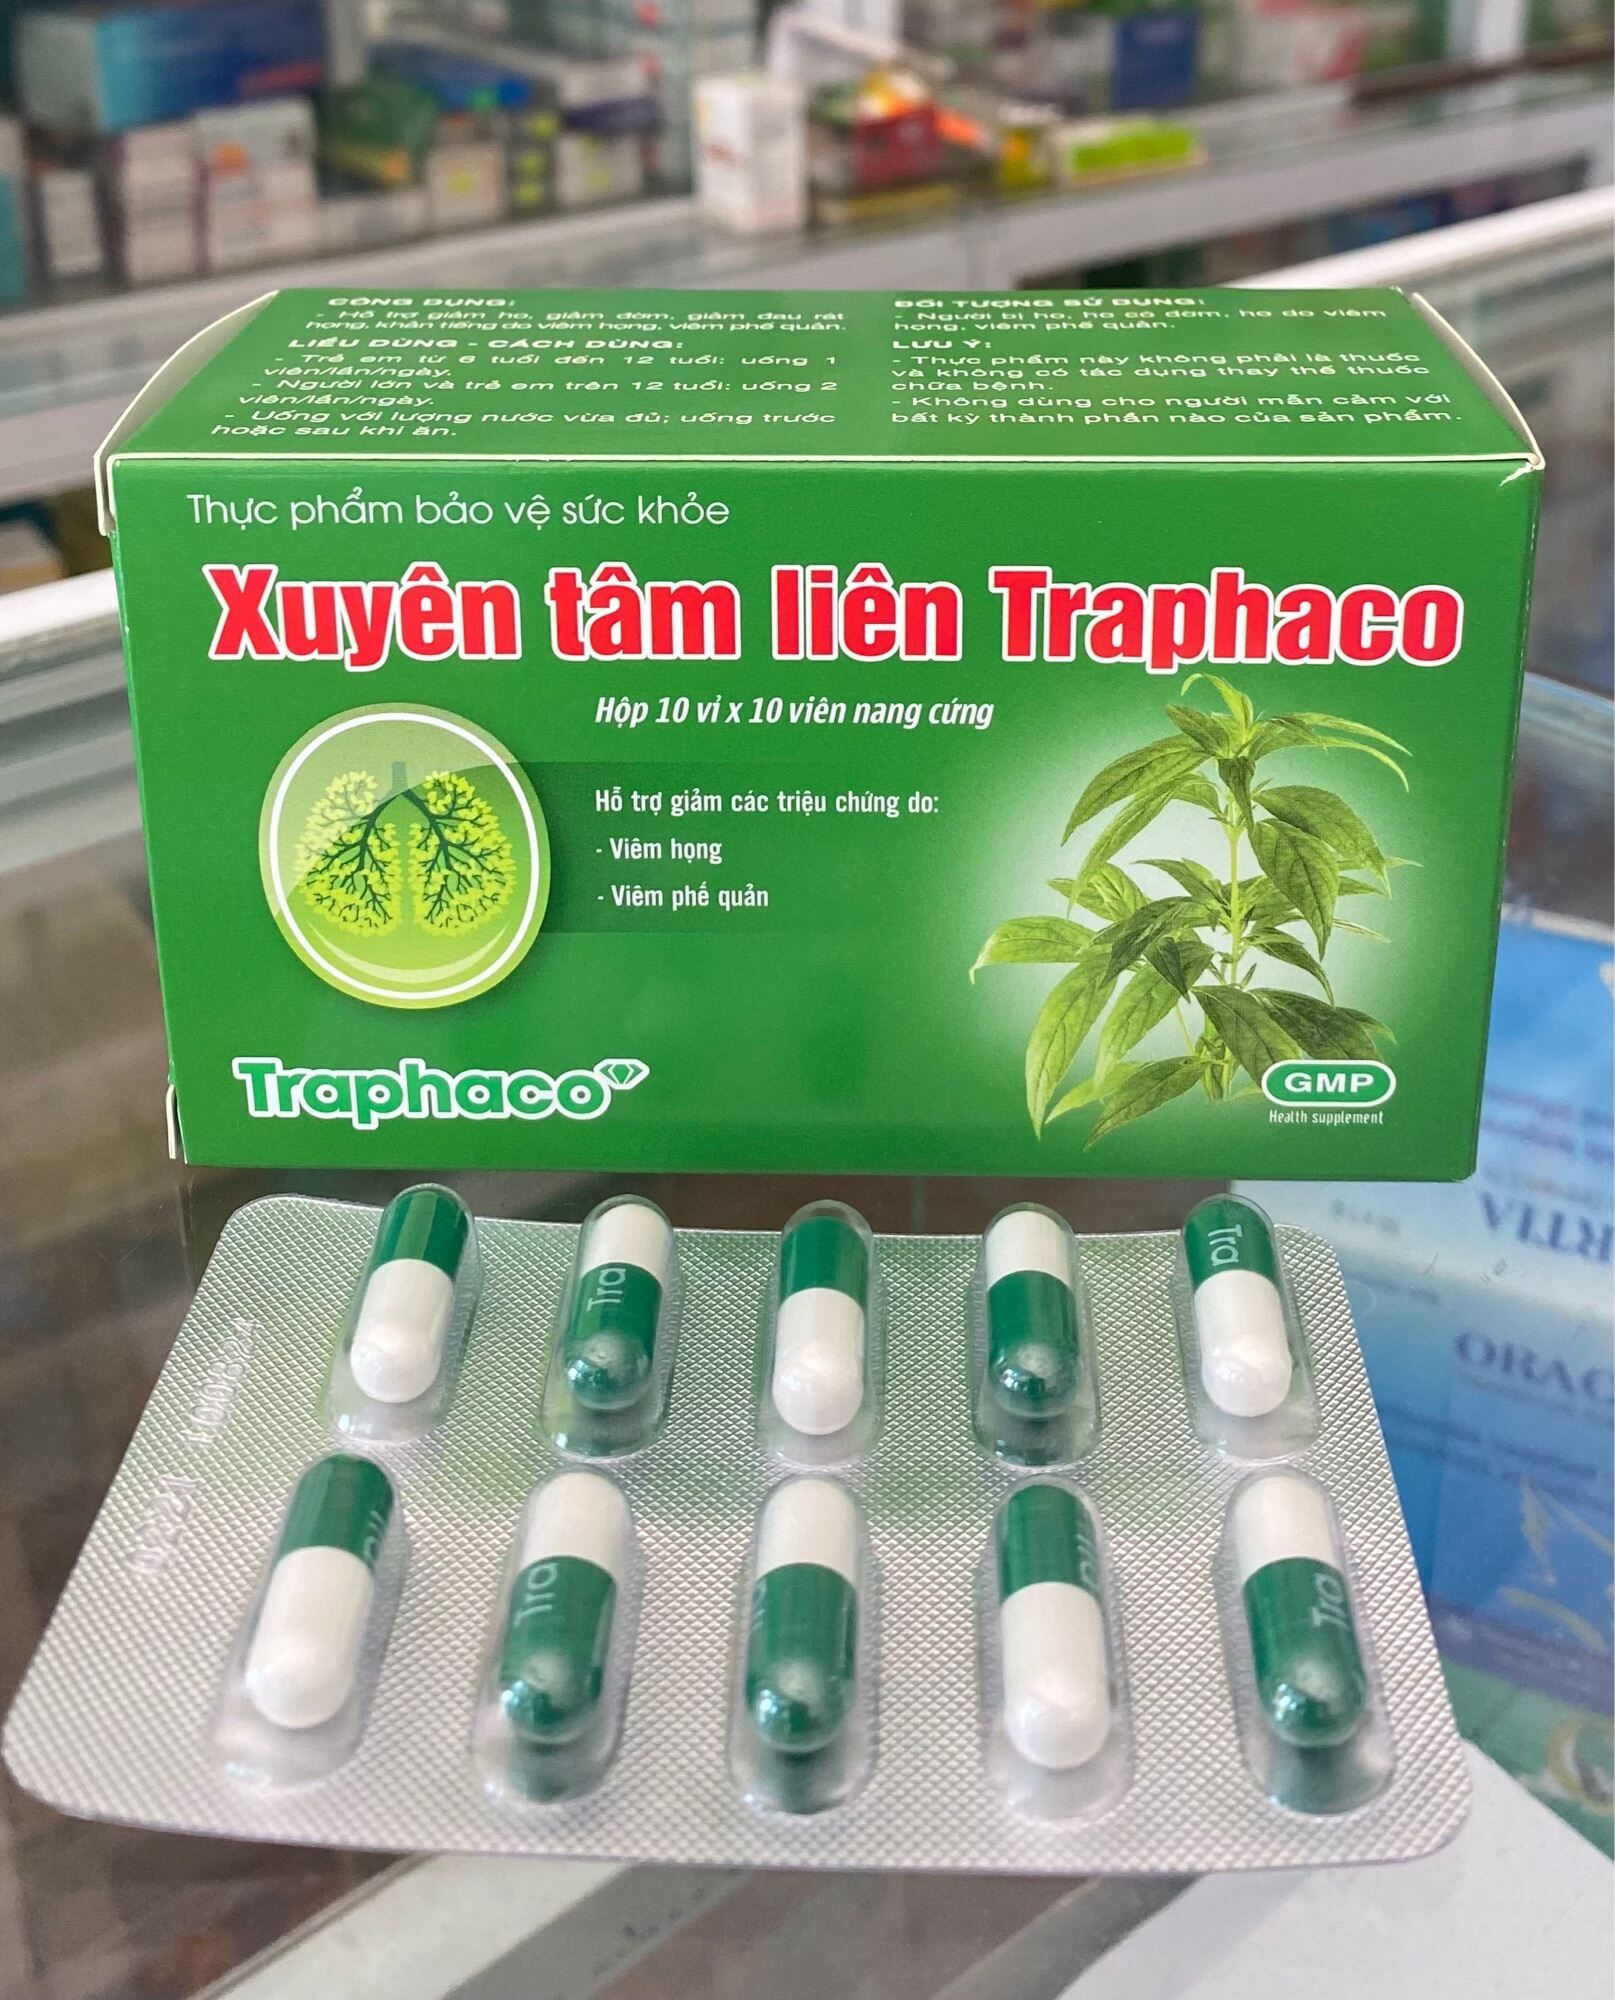 CÔNG DỤNG:
- Hỗ trợ giảm ho, giảm đờm, giảm đau rát
họng, khản tiếng do viêm họng, viêm phế quản.
LIỀU DÙNG - CÁCH DÙNG:
- Trẻ em từ 6 tuổi đến 12 tuổi: uống 1
viên/lần/ngày.
- Người lớn và trẻ em trên 12 tuổi: uống 2
viên/lần/ngày.
- Uống với lượng nước vừa đủ; uống trước
hoặc sau khi ăn.
ĐỐI TƯỢNG SỬ DỤNG:
- Người bị ho, ho có đờm, ho do viêm
họng, viêm phế quản.
LƯU Ý:
- Thực phẩm này không phải là thuốc
và không có tác dụng thay thế thuốc
chữa bệnh.
- Không dùng cho người mẫn cảm với
bất kỳ thành phần nào của sản phẩm.
Thực phẩm bảo vệ sức khỏe
Xuyên tâm liên Traphaco
Hộp 10 vỉ x 10 viên nang cứng
Hỗ trợ giảm các triệu chứng do:
- Viêm họng
- Viêm phế quản
Traphaco
GMP
Health supplement
Tra
Tra
Tra
Tra
Tra